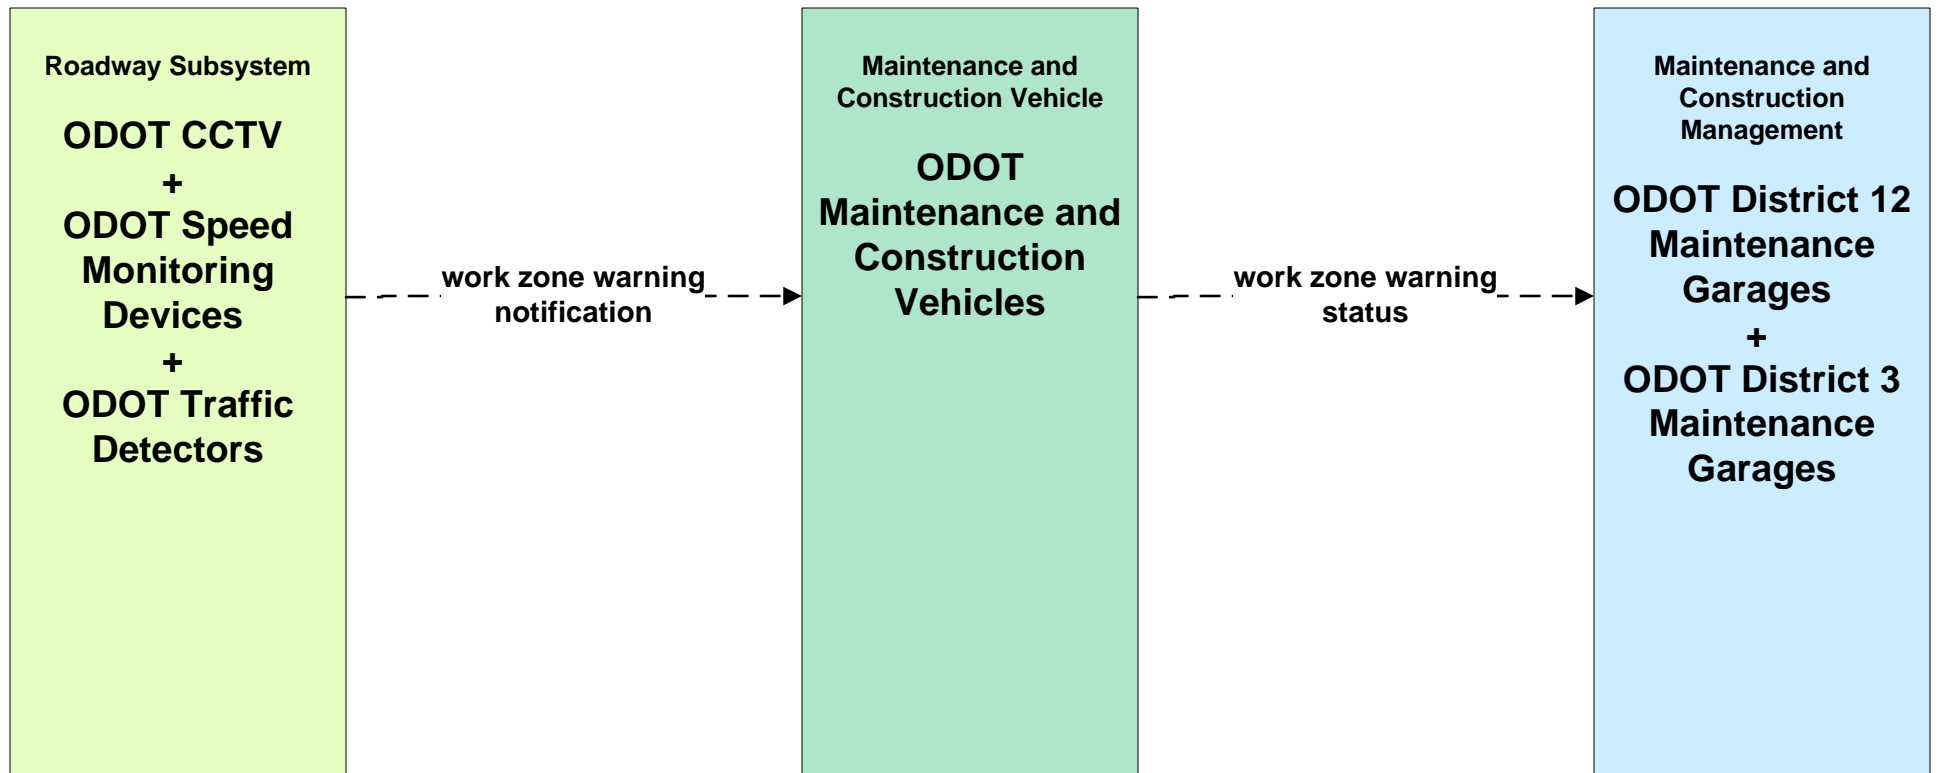 Roadway Subsystem
ODOT CCTV
+
ODOT Speed
Monitoring
Devices
+
ODOT Traffic
Detectors
work zone warning
notification
Maintenance and
Construction Vehicle
ODOT
Maintenance and
Construction
Vehicles
work zone warning
status
Maintenance and
Construction
Management
ODOT District 12
Maintenance
Garages
+
ODOT District 3
Maintenance
Garages